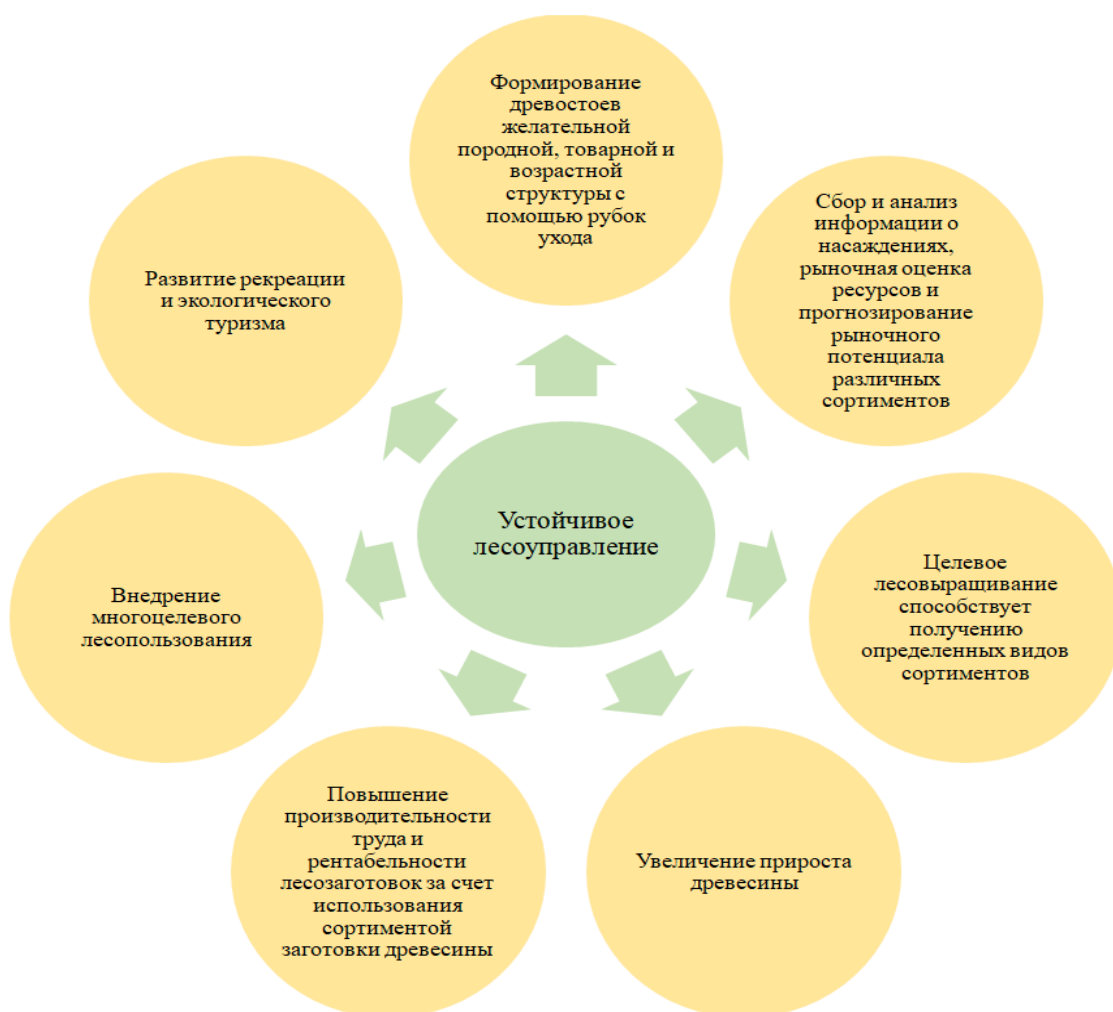 Формирование
древостоев
желательной
породной, товарной и
возрастной
структуры с
помощью рубок
ухода
Сбор и анализ
информации о
насаждениях,
рыночная оценка
ресурсов и
прогнозирование
рыночного
потенциала
различных
сортиментов
Развитие рекреации
и экологического
туризма
Устойчивое
лесоуправление
Целевое
лесовыращивание
способствует
получению
определенных видов
сортиментов
Внедрение
многоцелевого
лесопользования
Повышение
производительности
труда и
рентабельности
лесозаготовок за счет
использования
сортиментой
заготовки древесины
Увеличение прироста
древесины